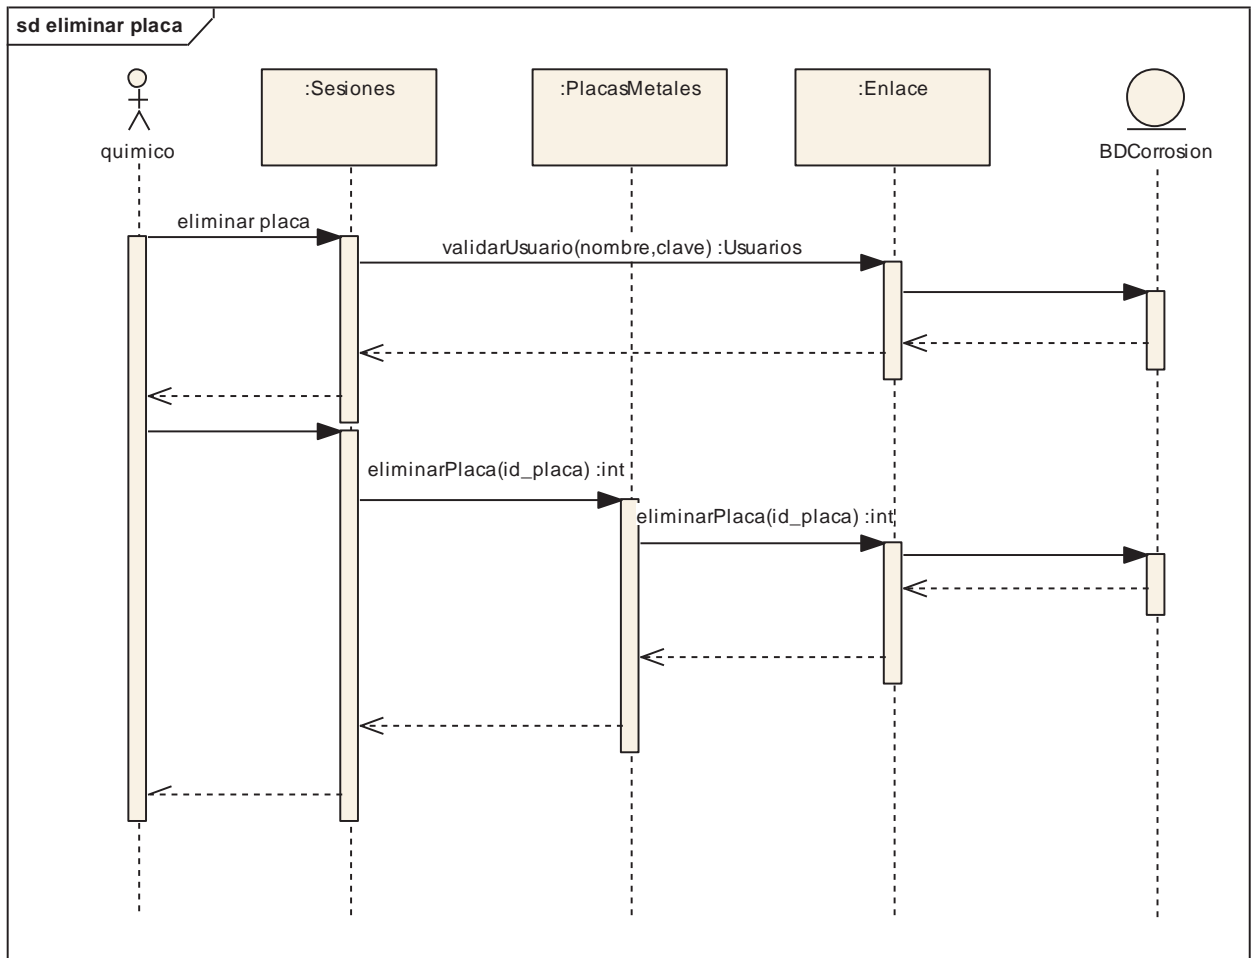 sd eliminar placa
:Sesiones
:PlacasMetales
:Enlace
quimico
BDCorrosion
eliminar placa
validarUsuario(nombre,clave) :Usuarios
eliminarPlaca(id_placa) :int
eliminarPlaca(id_placa) :int